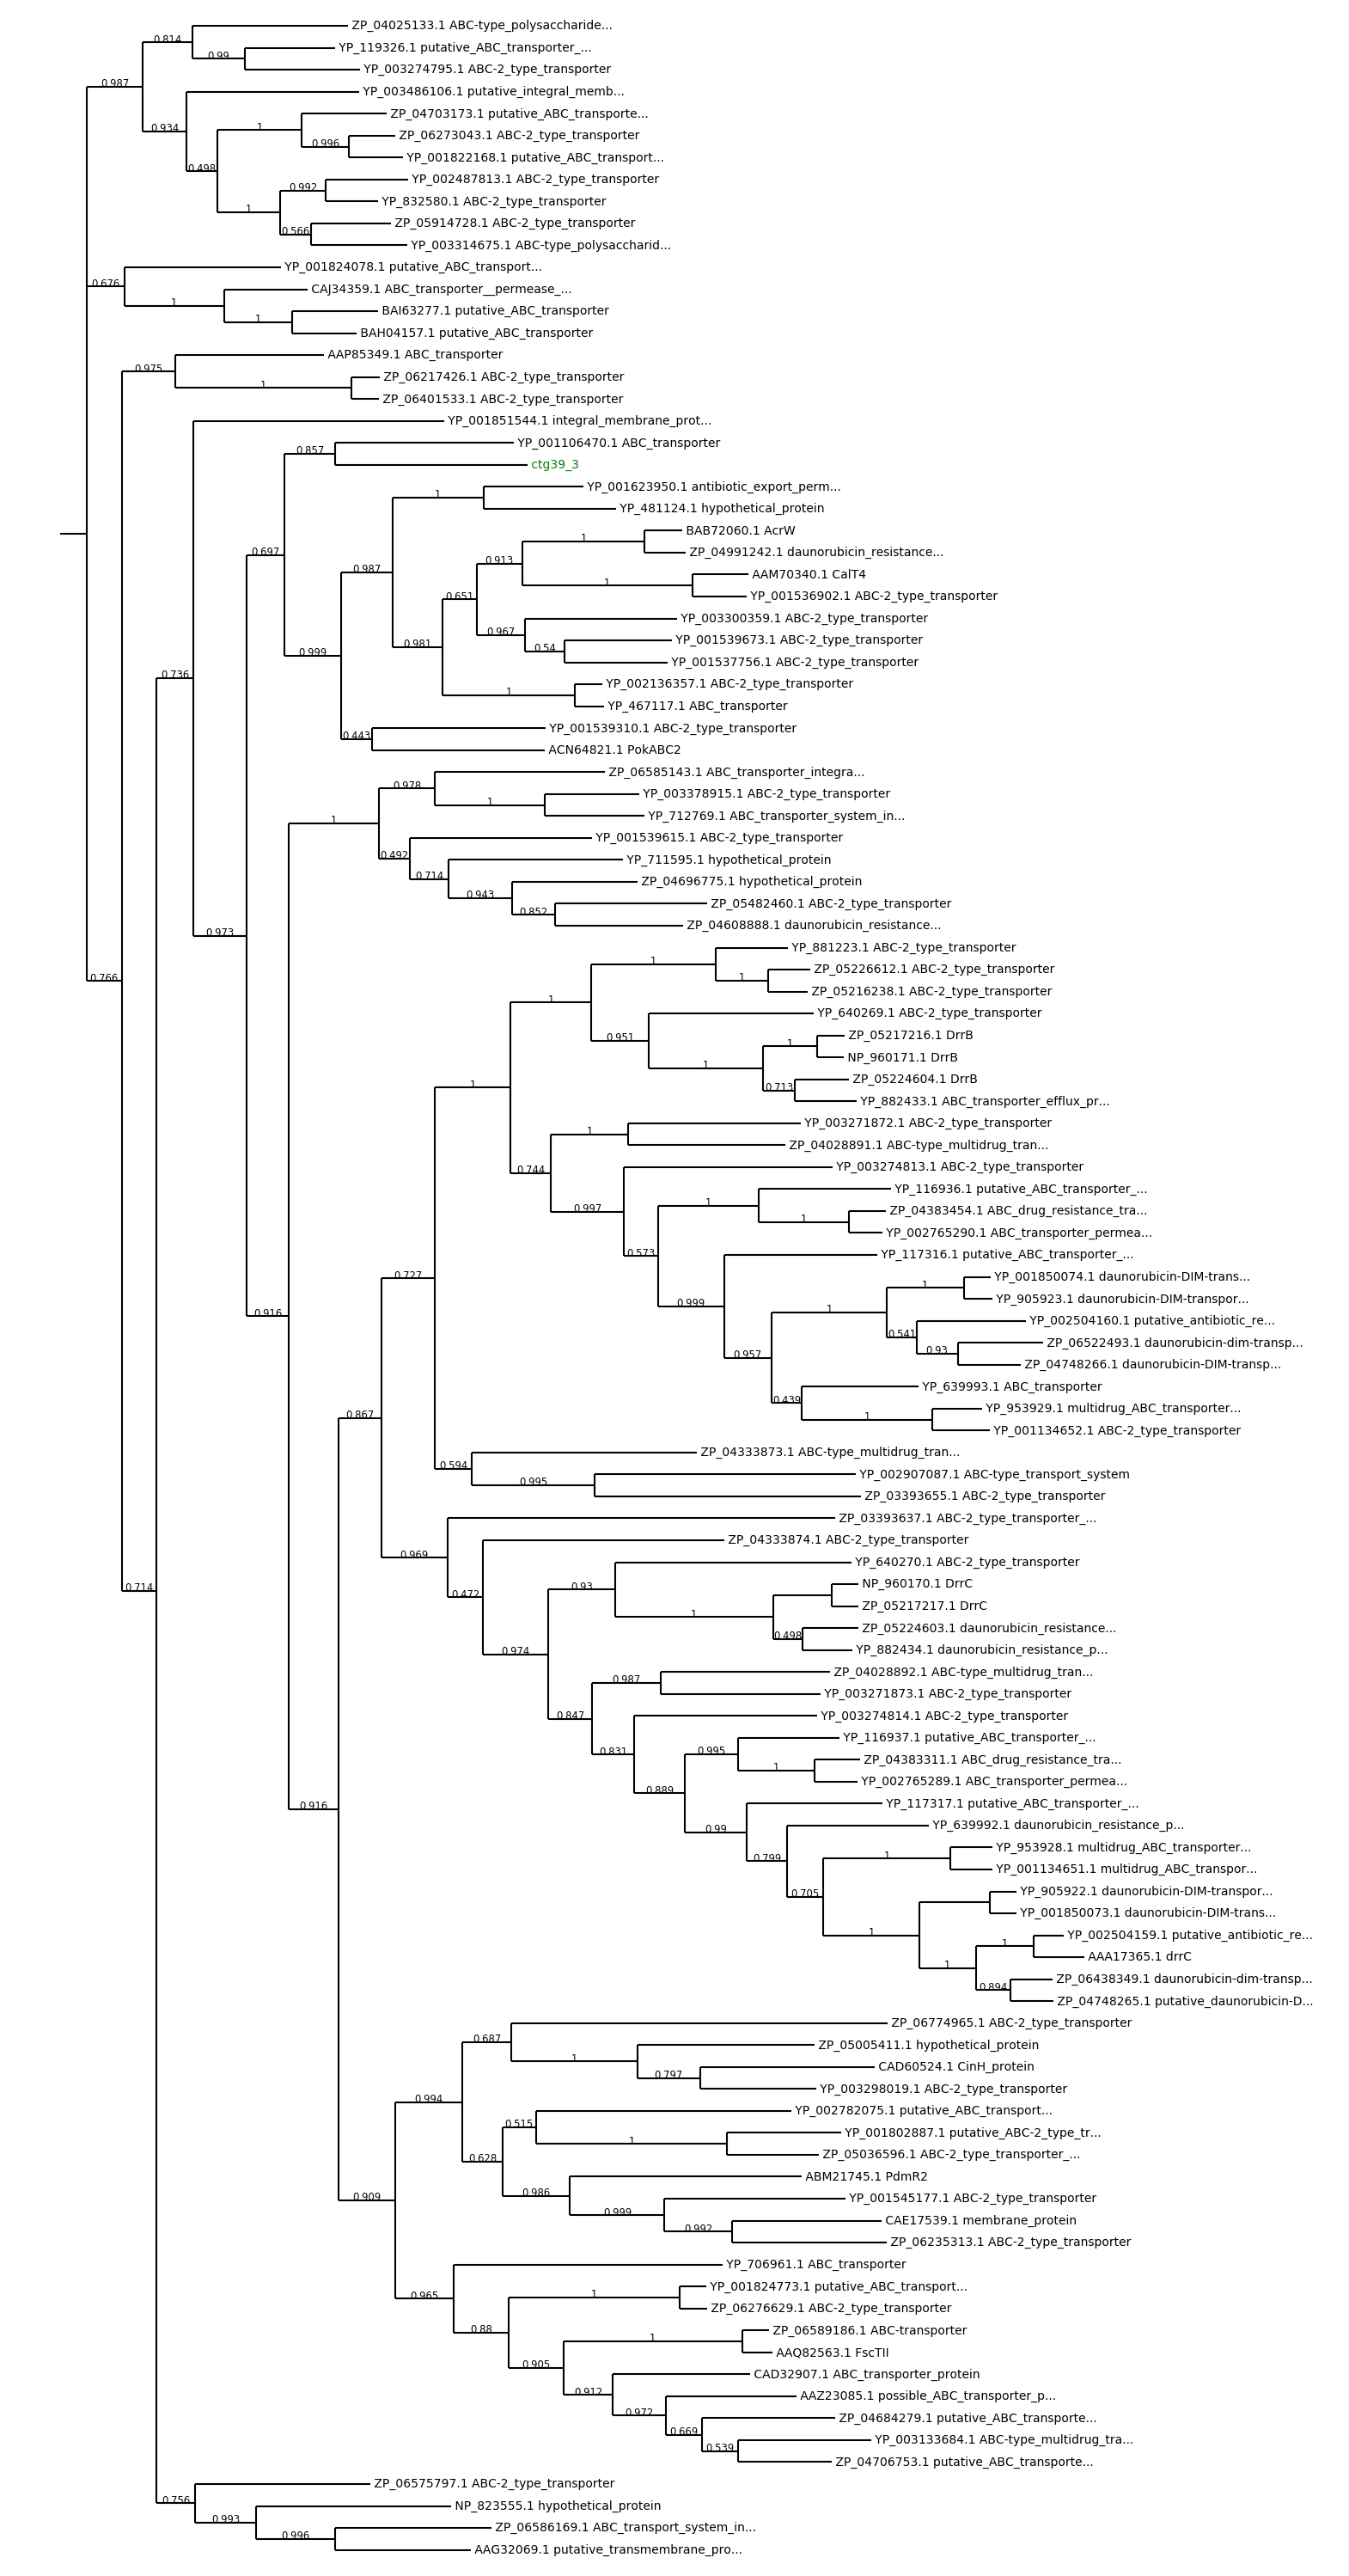 ZP_04025133.1 ABC-type_polysaccharide...
0.814
YP_119326.1 putative_ABC_transporter_...
0.99
YP_003274795.1 ABC-2_type_transporter
0.987
YP_003486106.1 putative_integral_memb...
ZP_04703173.1 putative_ABC_transporte...
0.934
1
ZP_06273043.1 ABC-2_type_transporter
0.996
YP_001822168.1 putative_ABC_transport...
0.498
YP_002487813.1 ABC-2_type_transporter
0.992
YP_832580.1 ABC-2_type_transporter
1
ZP_05914728.1 ABC-2_type_transporter
0.566
YP_003314675.1 ABC-type_polysaccharid...
YP_001824078.1 putative_ABC_transport...
0.676
CAJ34359.1 ABC_transporter__permease_...
1
BAI63277.1 putative_ABC_transporter
1
BAH04157.1 putative_ABC_transporter
AAP85349.1 ABC_transporter
0.975
ZP_06217426.1 ABC-2_type_transporter
1
ZP_06401533.1 ABC-2_type_transporter
YP_001851544.1 integral_membrane_prot...
YP_001106470.1 ABC_transporter
0.857
ctg39_3
YP_001623950.1 antibiotic_export_perm...
1
YP_481124.1 hypothetical_protein
BAB72060.1 AcrW
1
0.697
ZP_04991242.1 daunorubicin_resistance...
0.913
0.987
AAM70340.1 CalT4
1
YP_001536902.1 ABC-2_type_transporter
0.651
YP_003300359.1 ABC-2_type_transporter
0.967
YP_001539673.1 ABC-2_type_transporter
0.981
0.54
0.999
YP_001537756.1 ABC-2_type_transporter
0.736
YP_002136357.1 ABC-2_type_transporter
1
YP_467117.1 ABC_transporter
YP_001539310.1 ABC-2_type_transporter
0.443
ACN64821.1 PokABC2
ZP_06585143.1 ABC_transporter_integra...
0.978
YP_003378915.1 ABC-2_type_transporter
1
YP_712769.1 ABC_transporter_system_in...
1
YP_001539615.1 ABC-2_type_transporter
0.492
YP_711595.1 hypothetical_protein
0.714
ZP_04696775.1 hypothetical_protein
0.943
ZP_05482460.1 ABC-2_type_transporter
0.852
ZP_04608888.1 daunorubicin_resistance...
0.973
YP_881223.1 ABC-2_type_transporter
1
ZP_05226612.1 ABC-2_type_transporter
0.766
1
ZP_05216238.1 ABC-2_type_transporter
1
YP_640269.1 ABC-2_type_transporter
0.951
ZP_05217216.1 DrrB
1
NP_960171.1 DrrB
1
ZP_05224604.1 DrrB
1
0.713
YP_882433.1 ABC_transporter_efflux_pr...
YP_003271872.1 ABC-2_type_transporter
1
ZP_04028891.1 ABC-type_multidrug_tran...
0.744
YP_003274813.1 ABC-2_type_transporter
YP_116936.1 putative_ABC_transporter_...
0.997
1
ZP_04383454.1 ABC_drug_resistance_tra...
1
YP_002765290.1 ABC_transporter_permea...
0.573
YP_117316.1 putative_ABC_transporter_...
0.727
YP_001850074.1 daunorubicin-DIM-trans...
1
YP_905923.1 daunorubicin-DIM-transpor...
0.999
1
0.916
YP_002504160.1 putative_antibiotic_re...
0.541
ZP_06522493.1 daunorubicin-dim-transp...
0.957
0.93
ZP_04748266.1 daunorubicin-DIM-transp...
YP_639993.1 ABC_transporter
0.439
YP_953929.1 multidrug_ABC_transporter...
0.867
1
YP_001134652.1 ABC-2_type_transporter
ZP_04333873.1 ABC-type_multidrug_tran...
0.594
YP_002907087.1 ABC-type_transport_system
0.995
ZP_03393655.1 ABC-2_type_transporter
ZP_03393637.1 ABC-2_type_transporter_...
ZP_04333874.1 ABC-2_type_transporter
0.969
YP_640270.1 ABC-2_type_transporter
0.93
NP_960170.1 DrrC
0.714
0.472
ZP_05217217.1 DrrC
1
ZP_05224603.1 daunorubicin_resistance...
0.498
YP_882434.1 daunorubicin_resistance_p...
0.974
ZP_04028892.1 ABC-type_multidrug_tran...
0.987
YP_003271873.1 ABC-2_type_transporter
0.847
YP_003274814.1 ABC-2_type_transporter
YP_116937.1 putative_ABC_transporter_...
0.831
0.995
ZP_04383311.1 ABC_drug_resistance_tra...
1
YP_002765289.1 ABC_transporter_permea...
0.889
YP_117317.1 putative_ABC_transporter_...
0.916
YP_639992.1 daunorubicin_resistance_p...
0.99
YP_953928.1 multidrug_ABC_transporter...
0.799
1
YP_001134651.1 multidrug_ABC_transpor...
0.705
YP_905922.1 daunorubicin-DIM-transpor...
YP_001850073.1 daunorubicin-DIM-trans...
1
YP_002504159.1 putative_antibiotic_re...
1
AAA17365.1 drrC
1
ZP_06438349.1 daunorubicin-dim-transp...
0.894
ZP_04748265.1 putative_daunorubicin-D...
ZP_06774965.1 ABC-2_type_transporter
0.687
ZP_05005411.1 hypothetical_protein
1
CAD60524.1 CinH_protein
0.797
YP_003298019.1 ABC-2_type_transporter
0.994
YP_002782075.1 putative_ABC_transport...
0.515
YP_001802887.1 putative_ABC-2_type_tr...
1
ZP_05036596.1 ABC-2_type_transporter_...
0.628
ABM21745.1 PdmR2
0.986
0.909
YP_001545177.1 ABC-2_type_transporter
0.999
CAE17539.1 membrane_protein
0.992
ZP_06235313.1 ABC-2_type_transporter
YP_706961.1 ABC_transporter
YP_001824773.1 putative_ABC_transport...
0.965
1
ZP_06276629.1 ABC-2_type_transporter
0.88
ZP_06589186.1 ABC-transporter
1
AAQ82563.1 FscTII
0.905
CAD32907.1 ABC_transporter_protein
0.912
AAZ23085.1 possible_ABC_transporter_p...
0.972
ZP_04684279.1 putative_ABC_transporte...
0.669
YP_003133684.1 ABC-type_multidrug_tra...
0.539
ZP_04706753.1 putative_ABC_transporte...
ZP_06575797.1 ABC-2_type_transporter
0.756
NP_823555.1 hypothetical_protein
0.993
ZP_06586169.1 ABC_transport_system_in...
0.996
AAG32069.1 putative_transmembrane_pro...